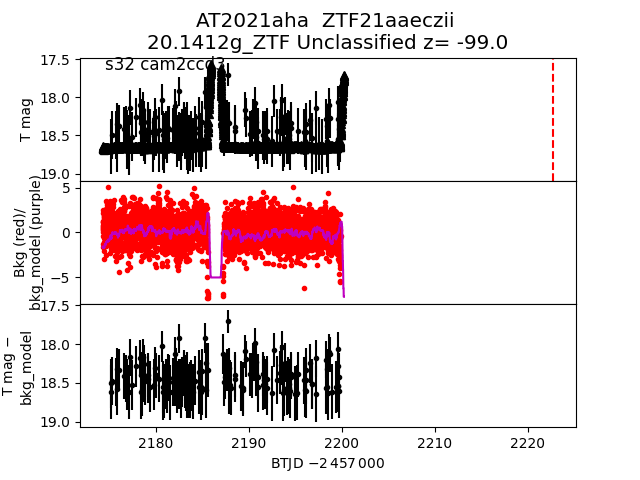 AT2021aha ZTF21aaeczii
20.1412g_ZTF Unclassified z= -99.0
s32 cam2ccd3
17.5
18.0
18.5
19.0
T mag
5
0
−5
Bkg (red)/
bkg_model (purple)
17.5
18.0
18.5
19.0
T mag −
bkg_model
2180 2190 2200 2210 2220
BTJD −2 457 000